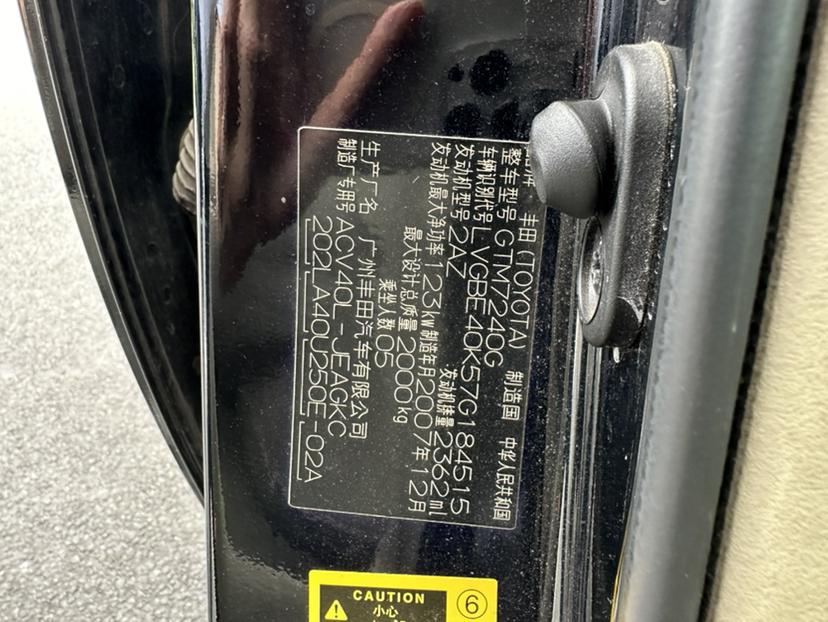 丰田(TOYOTA) 制造国 中华人民共和国
整车型号 GTM7240G
车辆识别代号 LVGBE40K57G184515
发动机型号 2AZ 发动机排量 2362ml
发动机最大净功率 123kW 制造年月 2007年12月
最大设计总质量 2000kg
乘坐人数 05
生产厂名 广州丰田汽车有限公司
制造厂专用号 ACV40L-JEAGKC
202LA40U250E-02A
CAUTION 6
小心